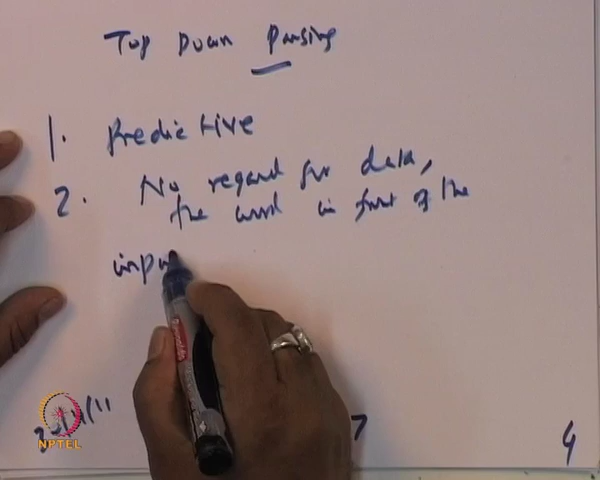 Top Down Parsing
1. Predictive
2. No regard for data,
the word in front of the
inpu
7
4
NPTEL